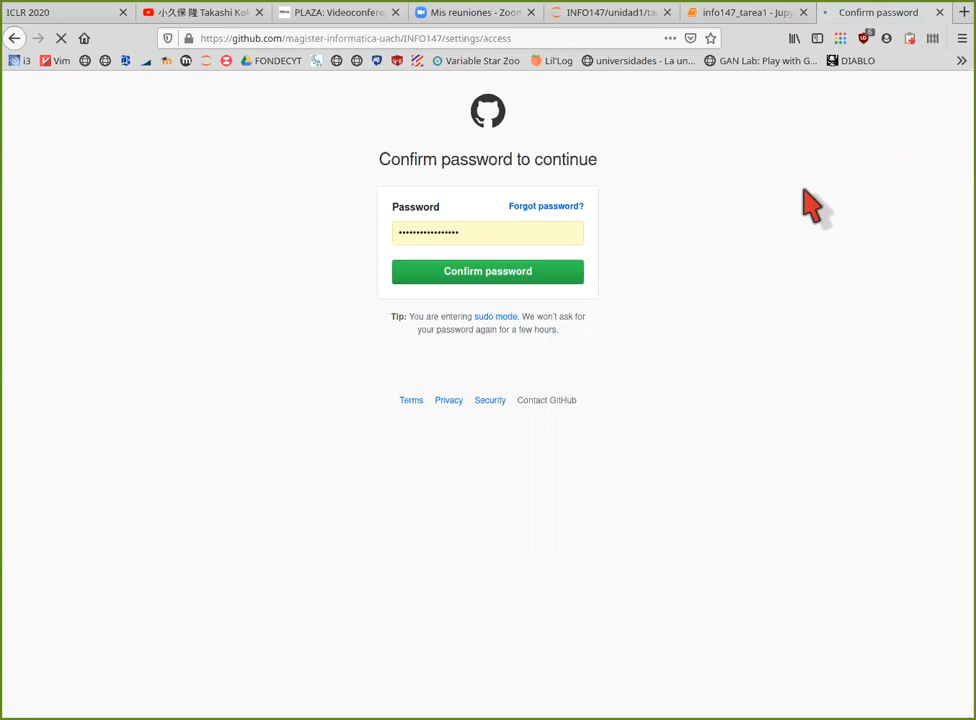 ICLR 2020
小久保 隆 Takashi Kok
PLAZA: Videoconferen
Mis reuniones - Zoom
INFO147/unidad1/ta
info147_tarea1 - Jupy
Confirm password
https://github.com/magister-informatica-uach/INFO147/settings/access
i3
Vim
FONDECYT
Variable Star Zoo
Lil'Log
universidades - La un...
GAN Lab: Play with G...
DIABLO
Confirm password to continue
Password
Forgot password?
••••••••••••••••
Confirm password
Tip: You are entering sudo mode. We won't ask for
your password again for a few hours.
Terms Privacy Security Contact GitHub